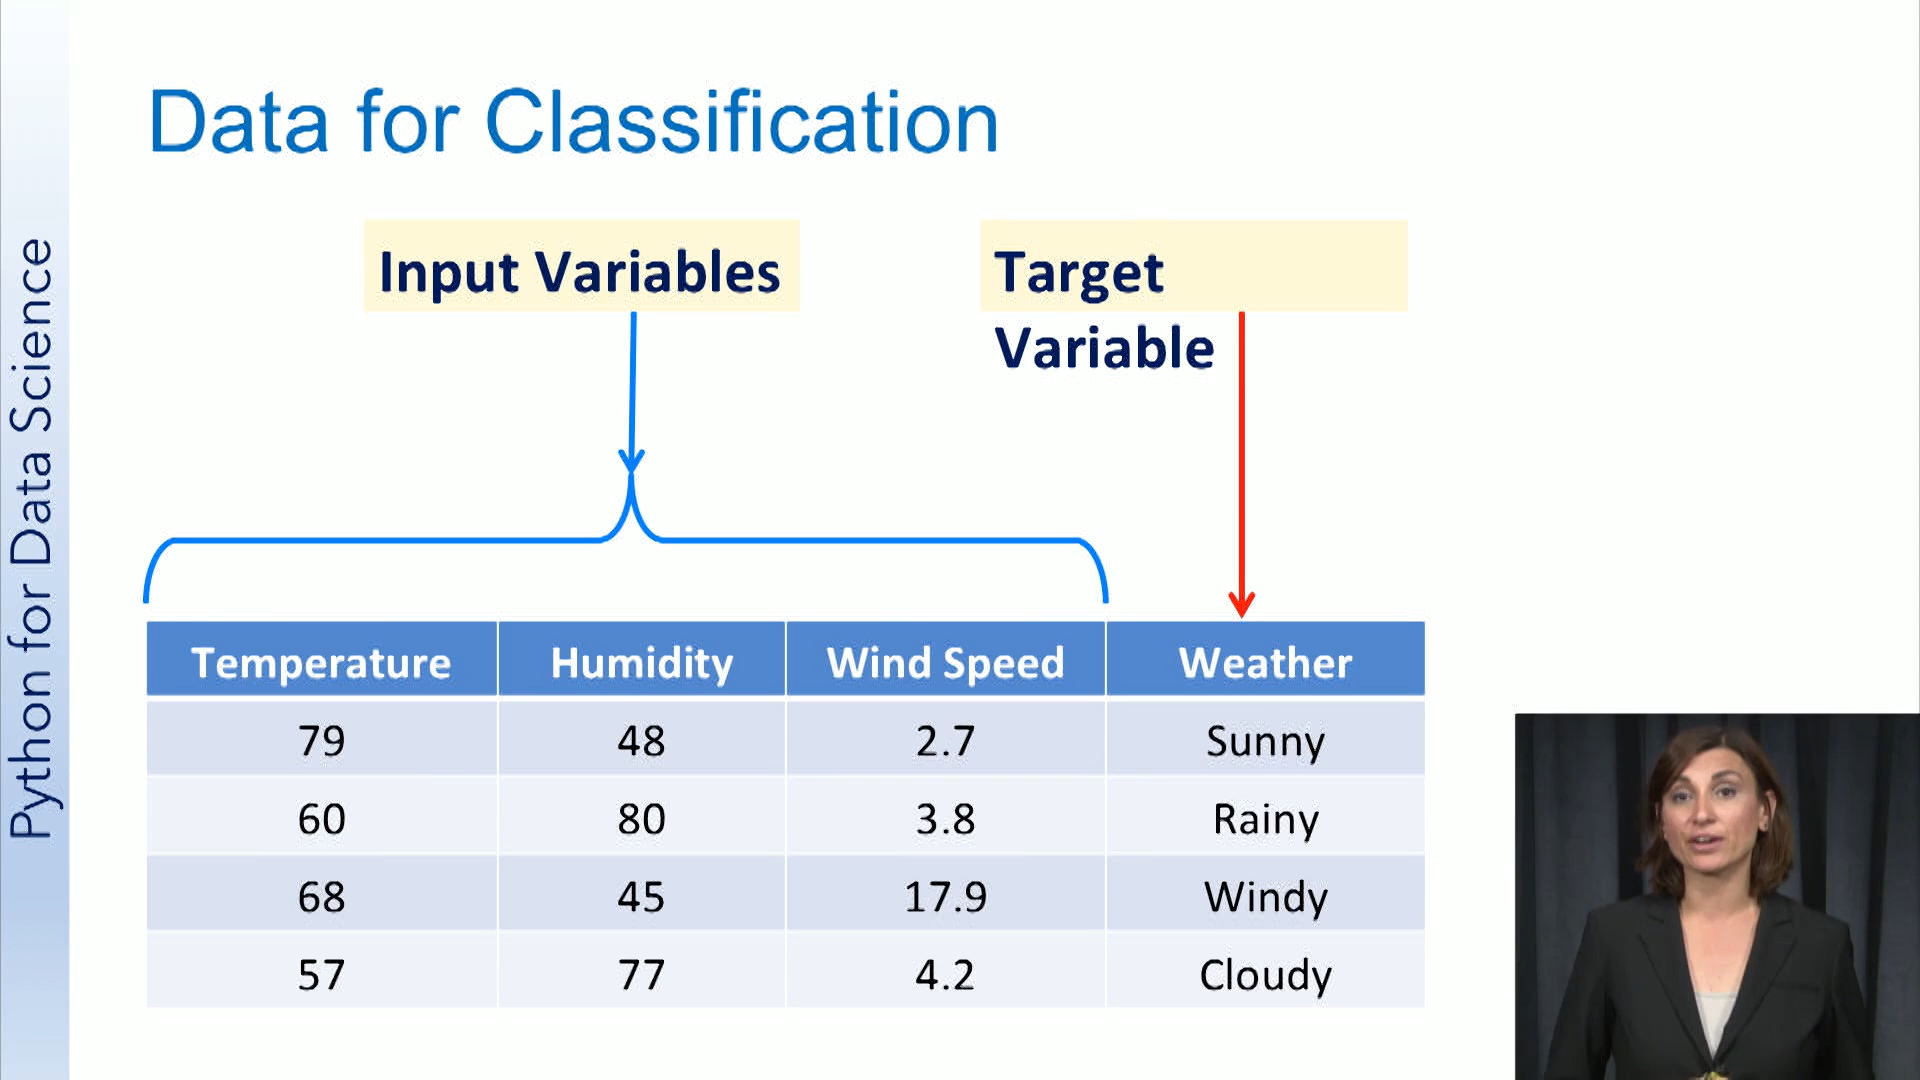 Python for Data Science
Data for Classification
Input Variables
Target
Variable
Temperature Humidity Wind Speed Weather
79 48 2.7 Sunny
60 80 3.8 Rainy
68 45 17.9 Windy
57 77 4.2 Cloudy